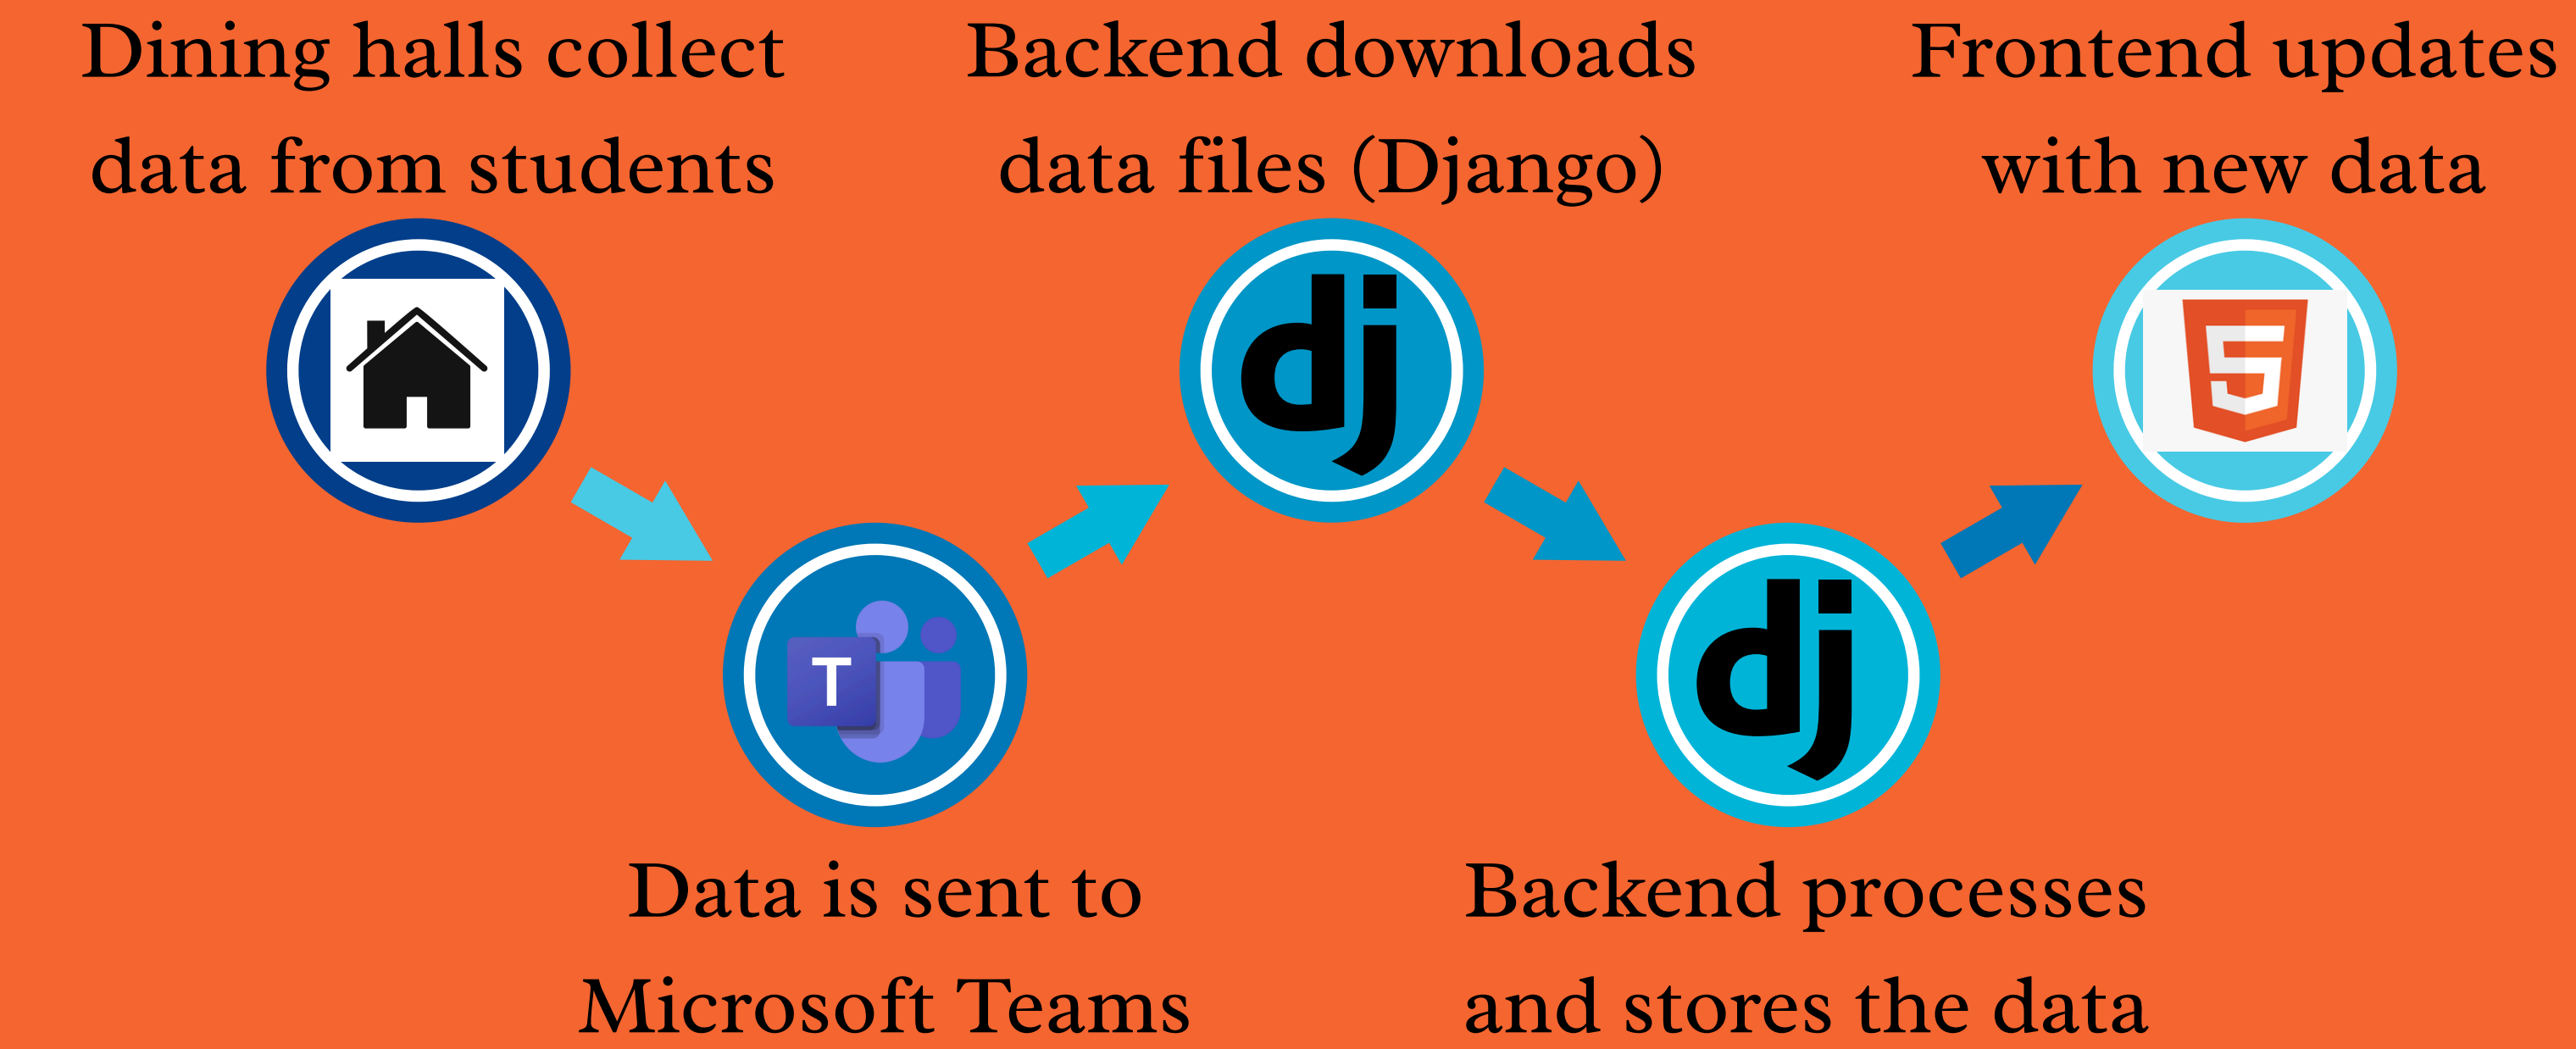 Dining halls collect
data from students
Data is sent to
Microsoft Teams
Backend downloads
data files (Django)
Backend processes
and stores the data
Frontend updates
with new data
T
dj
dj
5